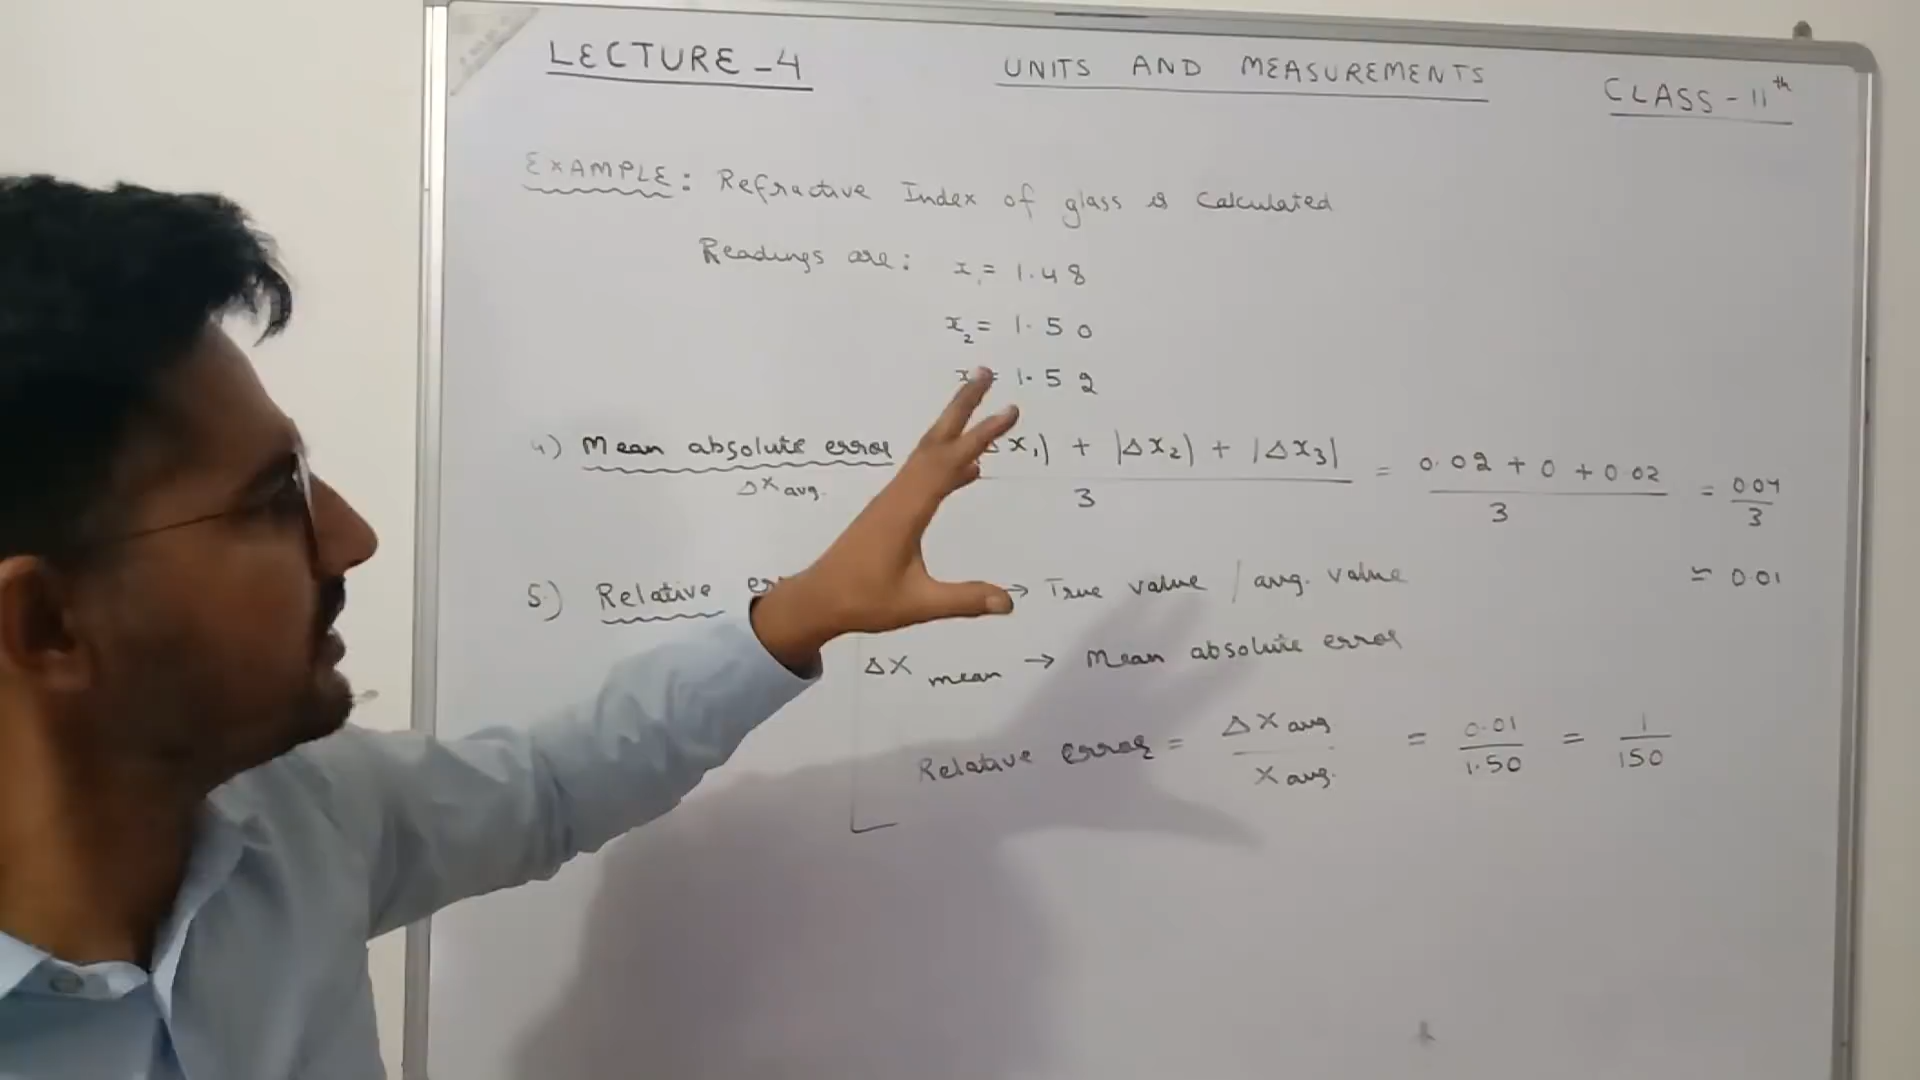 LECTURE-4
UNITS AND MEASUREMENTS
CLASS-11th
EXAMPLE: Refractive Index of glass is calculated
Readings are: x₁ = 1.48
x₂ = 1.50
x = 1.52
4) Mean absolute error Δx₁| + |Δx₂| + |Δx₃| / 3 = 0.02 + 0 + 0.02 / 3 = 0.04 / 3
Δx avg.
≃ 0.01
5.) Relative → True value / avg. value
ΔX mean → Mean absolute error
Relative error = ΔX avg / X avg. = 0.01 / 1.50 = 1 / 150